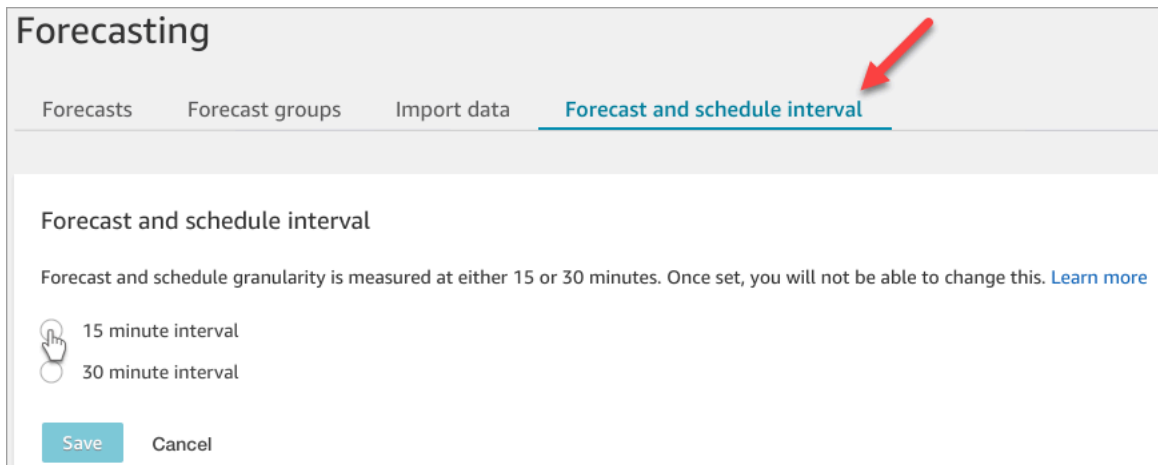 Forecasting
Forecasts Forecast groups Import data Forecast and schedule interval
Forecast and schedule interval
Forecast and schedule granularity is measured at either 15 or 30 minutes. Once set, you will not be able to change this. Learn more
15 minute interval
30 minute interval
Save Cancel